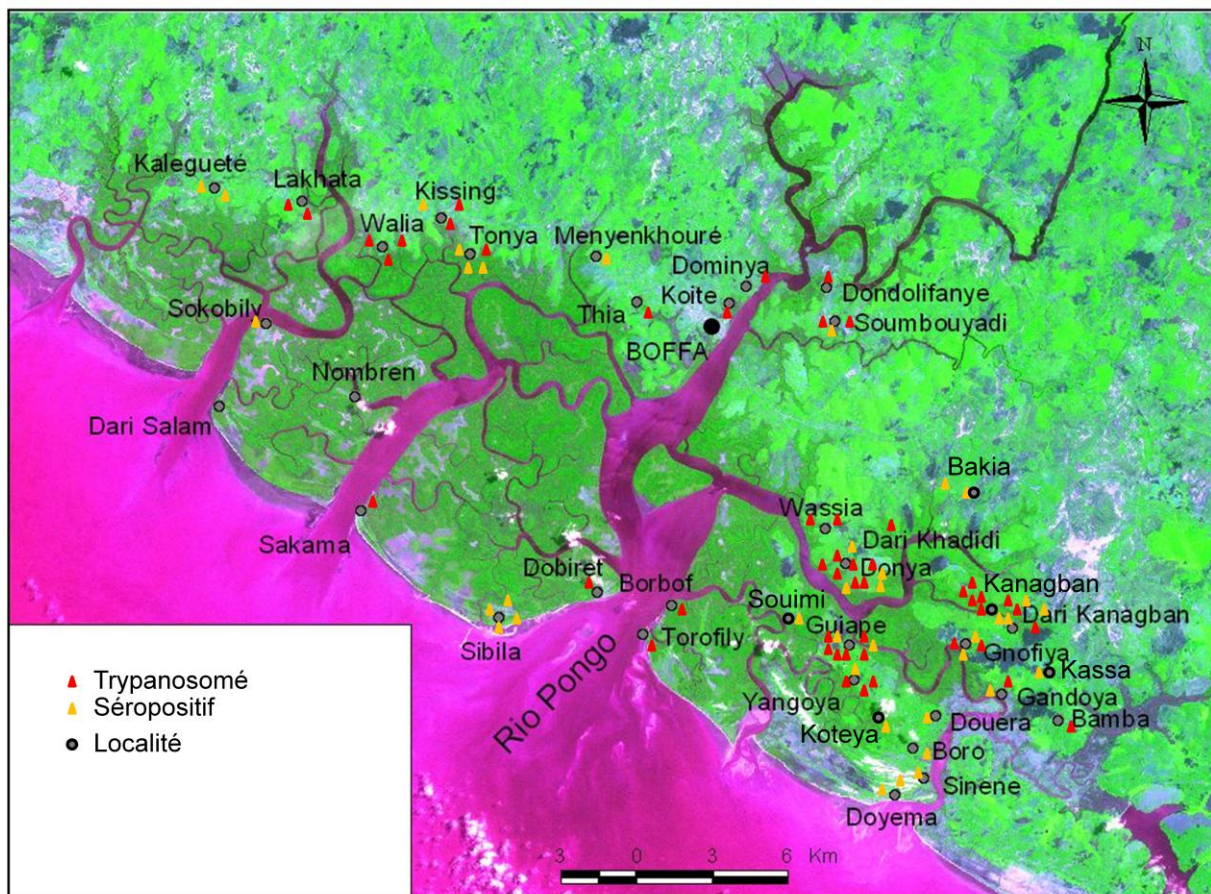 N
Kalegueté
Lakhata
Kissing
Walia
Tonya
Menyenkhouré
Dominya
Koite
Dondolifanye
Thia
Soumbouyadi
Sokobily
BOFFA
Nombren
Dari Salam
Bakia
Wassia
Sakama
Dari Khadidi
Dobiret
Donya
Borbof
Kanagban
Souimi
Dari Kanagban
Guiape
Sibila
Torofily
Gnofiya
Kassa
Rio Pongo
Yangoya
Gandoya
Koteya
Douera
Bamba
Boro
Sinene
Doyema
Trypanosomé
Séropositif
Localité
3 0 3 6 Km